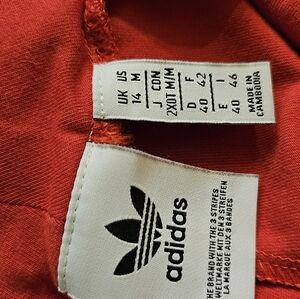 UK 14
US M
J 2XOT
CDN M/M
D 40
F 42
E 40
I 46
MADE IN
CAMBODIA
adidas
THE BRAND WITH THE 3 STRIPES
WELTMARKE MIT DEN 3 STREIFEN
LA MARQUE AUX 3 BANDES